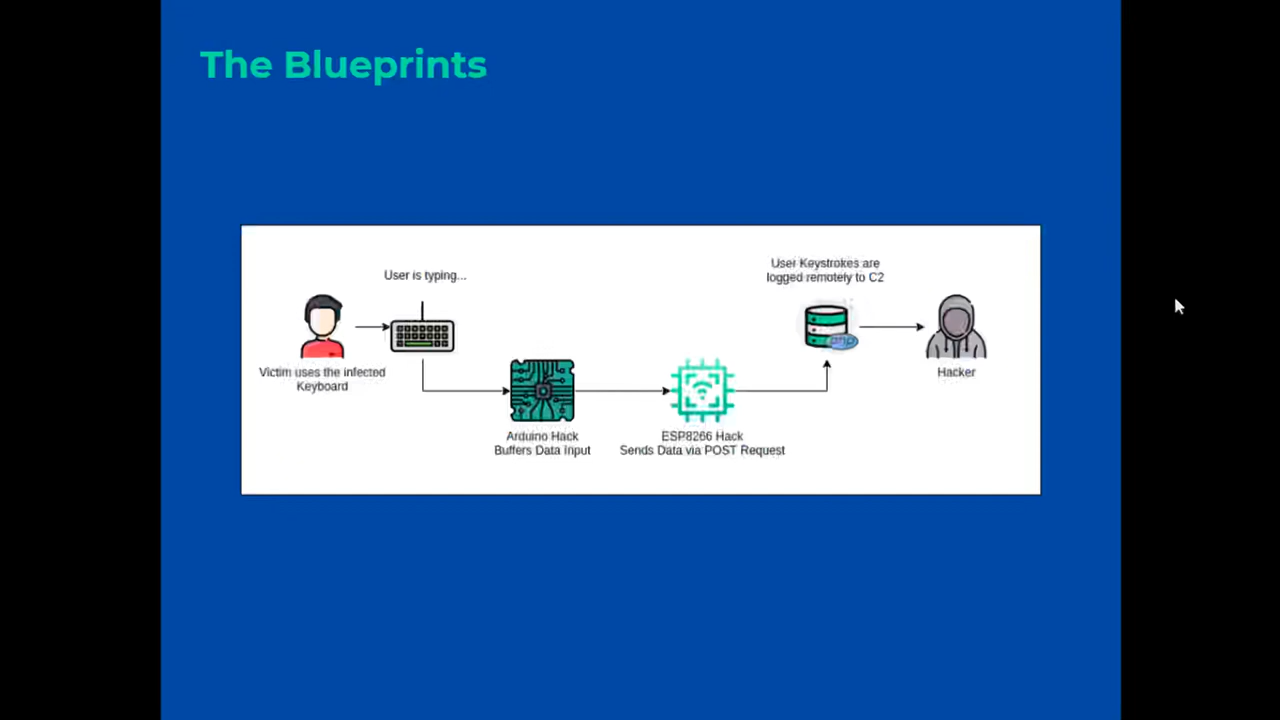 The Blueprints
User is typing...
User Keystrokes are
logged remotely to C2
Victim uses the infected
Keyboard
php
Hacker
Arduino Hack
Buffers Data Input
ESP8266 Hack
Sends Data via POST Request